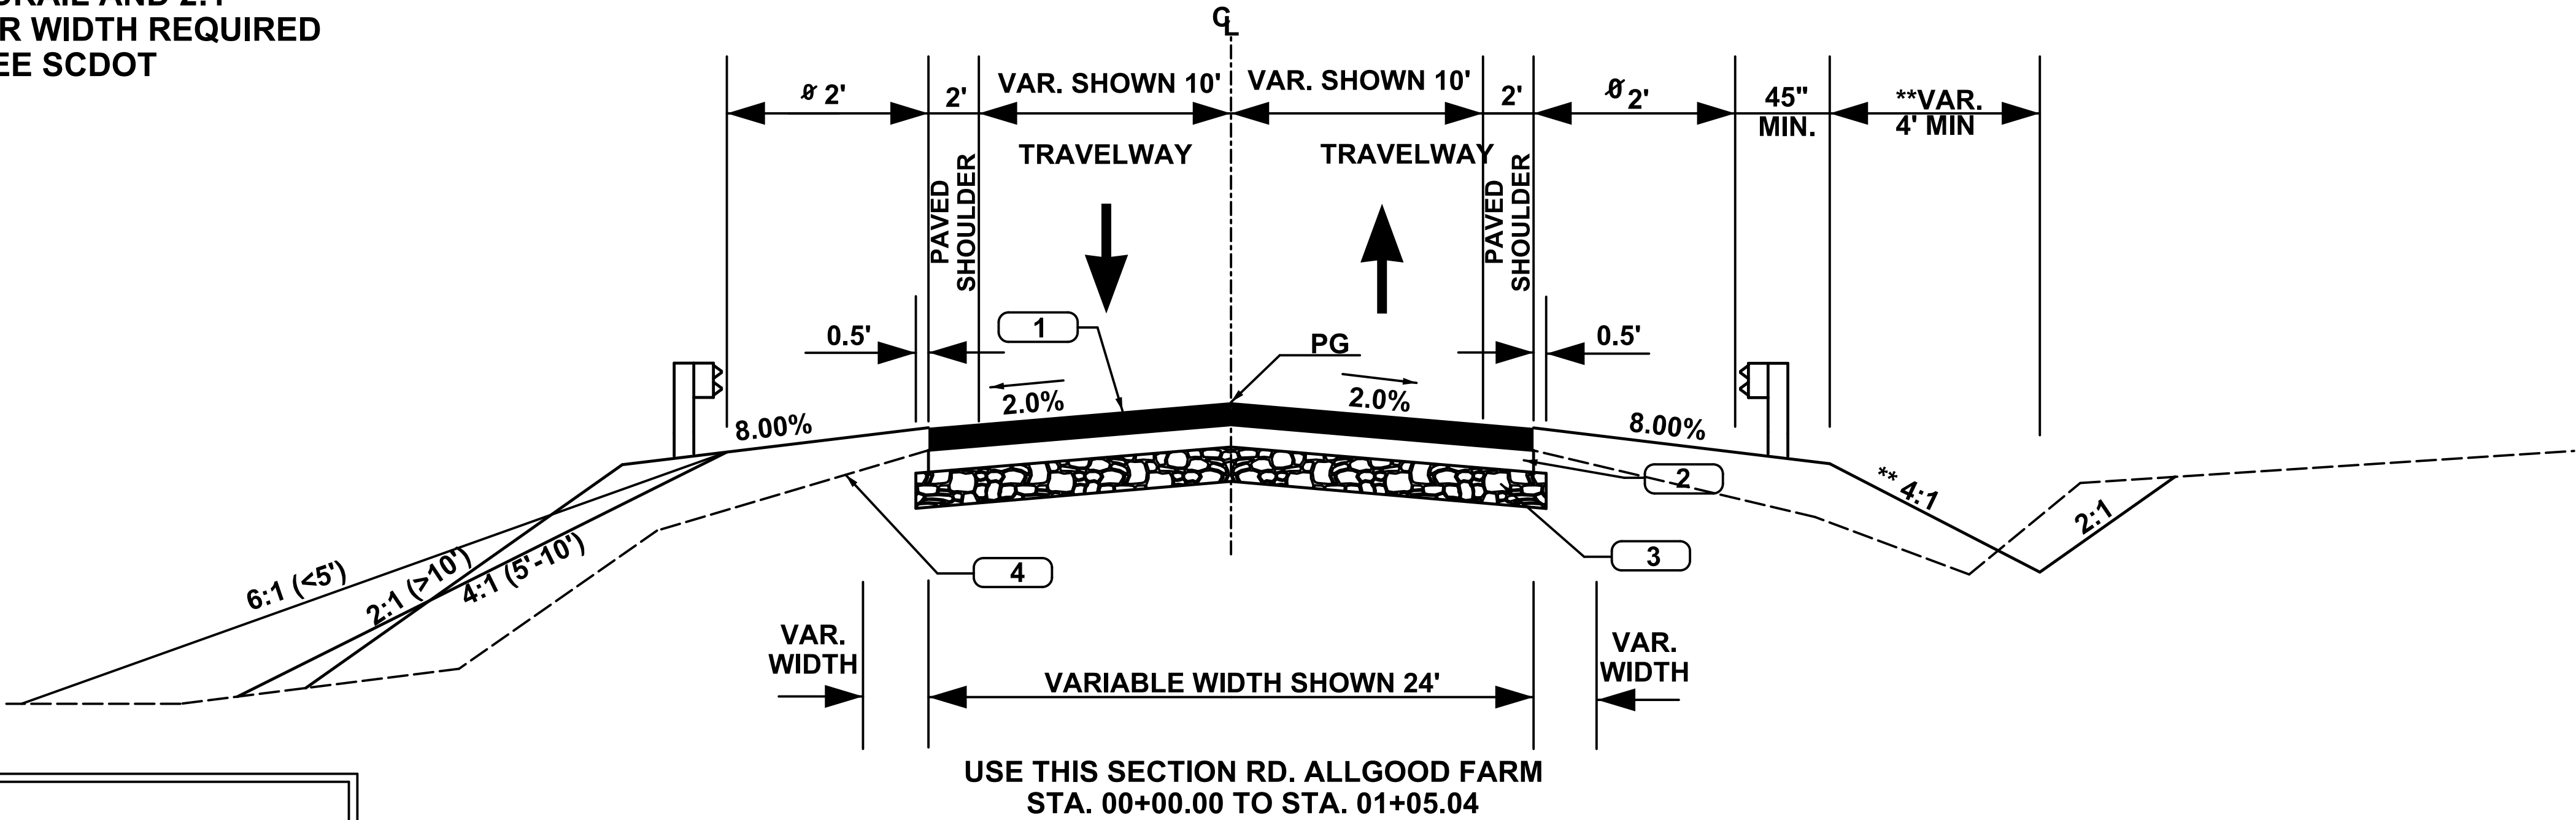 R WIDTH REQUIRED
EE SCDOT
CL
2'
2'
VAR. SHOWN 10'
VAR. SHOWN 10'
2'
2'
45"
MIN.
**VAR.
4' MIN
TRAVELWAY
TRAVELWAY
PAVED
SHOULDER
PAVED
SHOULDER
0.5'
1
PG
0.5'
2.0%
2.0%
8.00%
8.00%
2
** 4:1
2:1
3
4
6:1 (<5')
2:1 (>10')
4:1 (5'-10')
VAR.
WIDTH
VARIABLE WIDTH SHOWN 24'
VAR.
WIDTH
USE THIS SECTION RD. ALLGOOD FARM
STA. 00+00.00 TO STA. 01+05.04